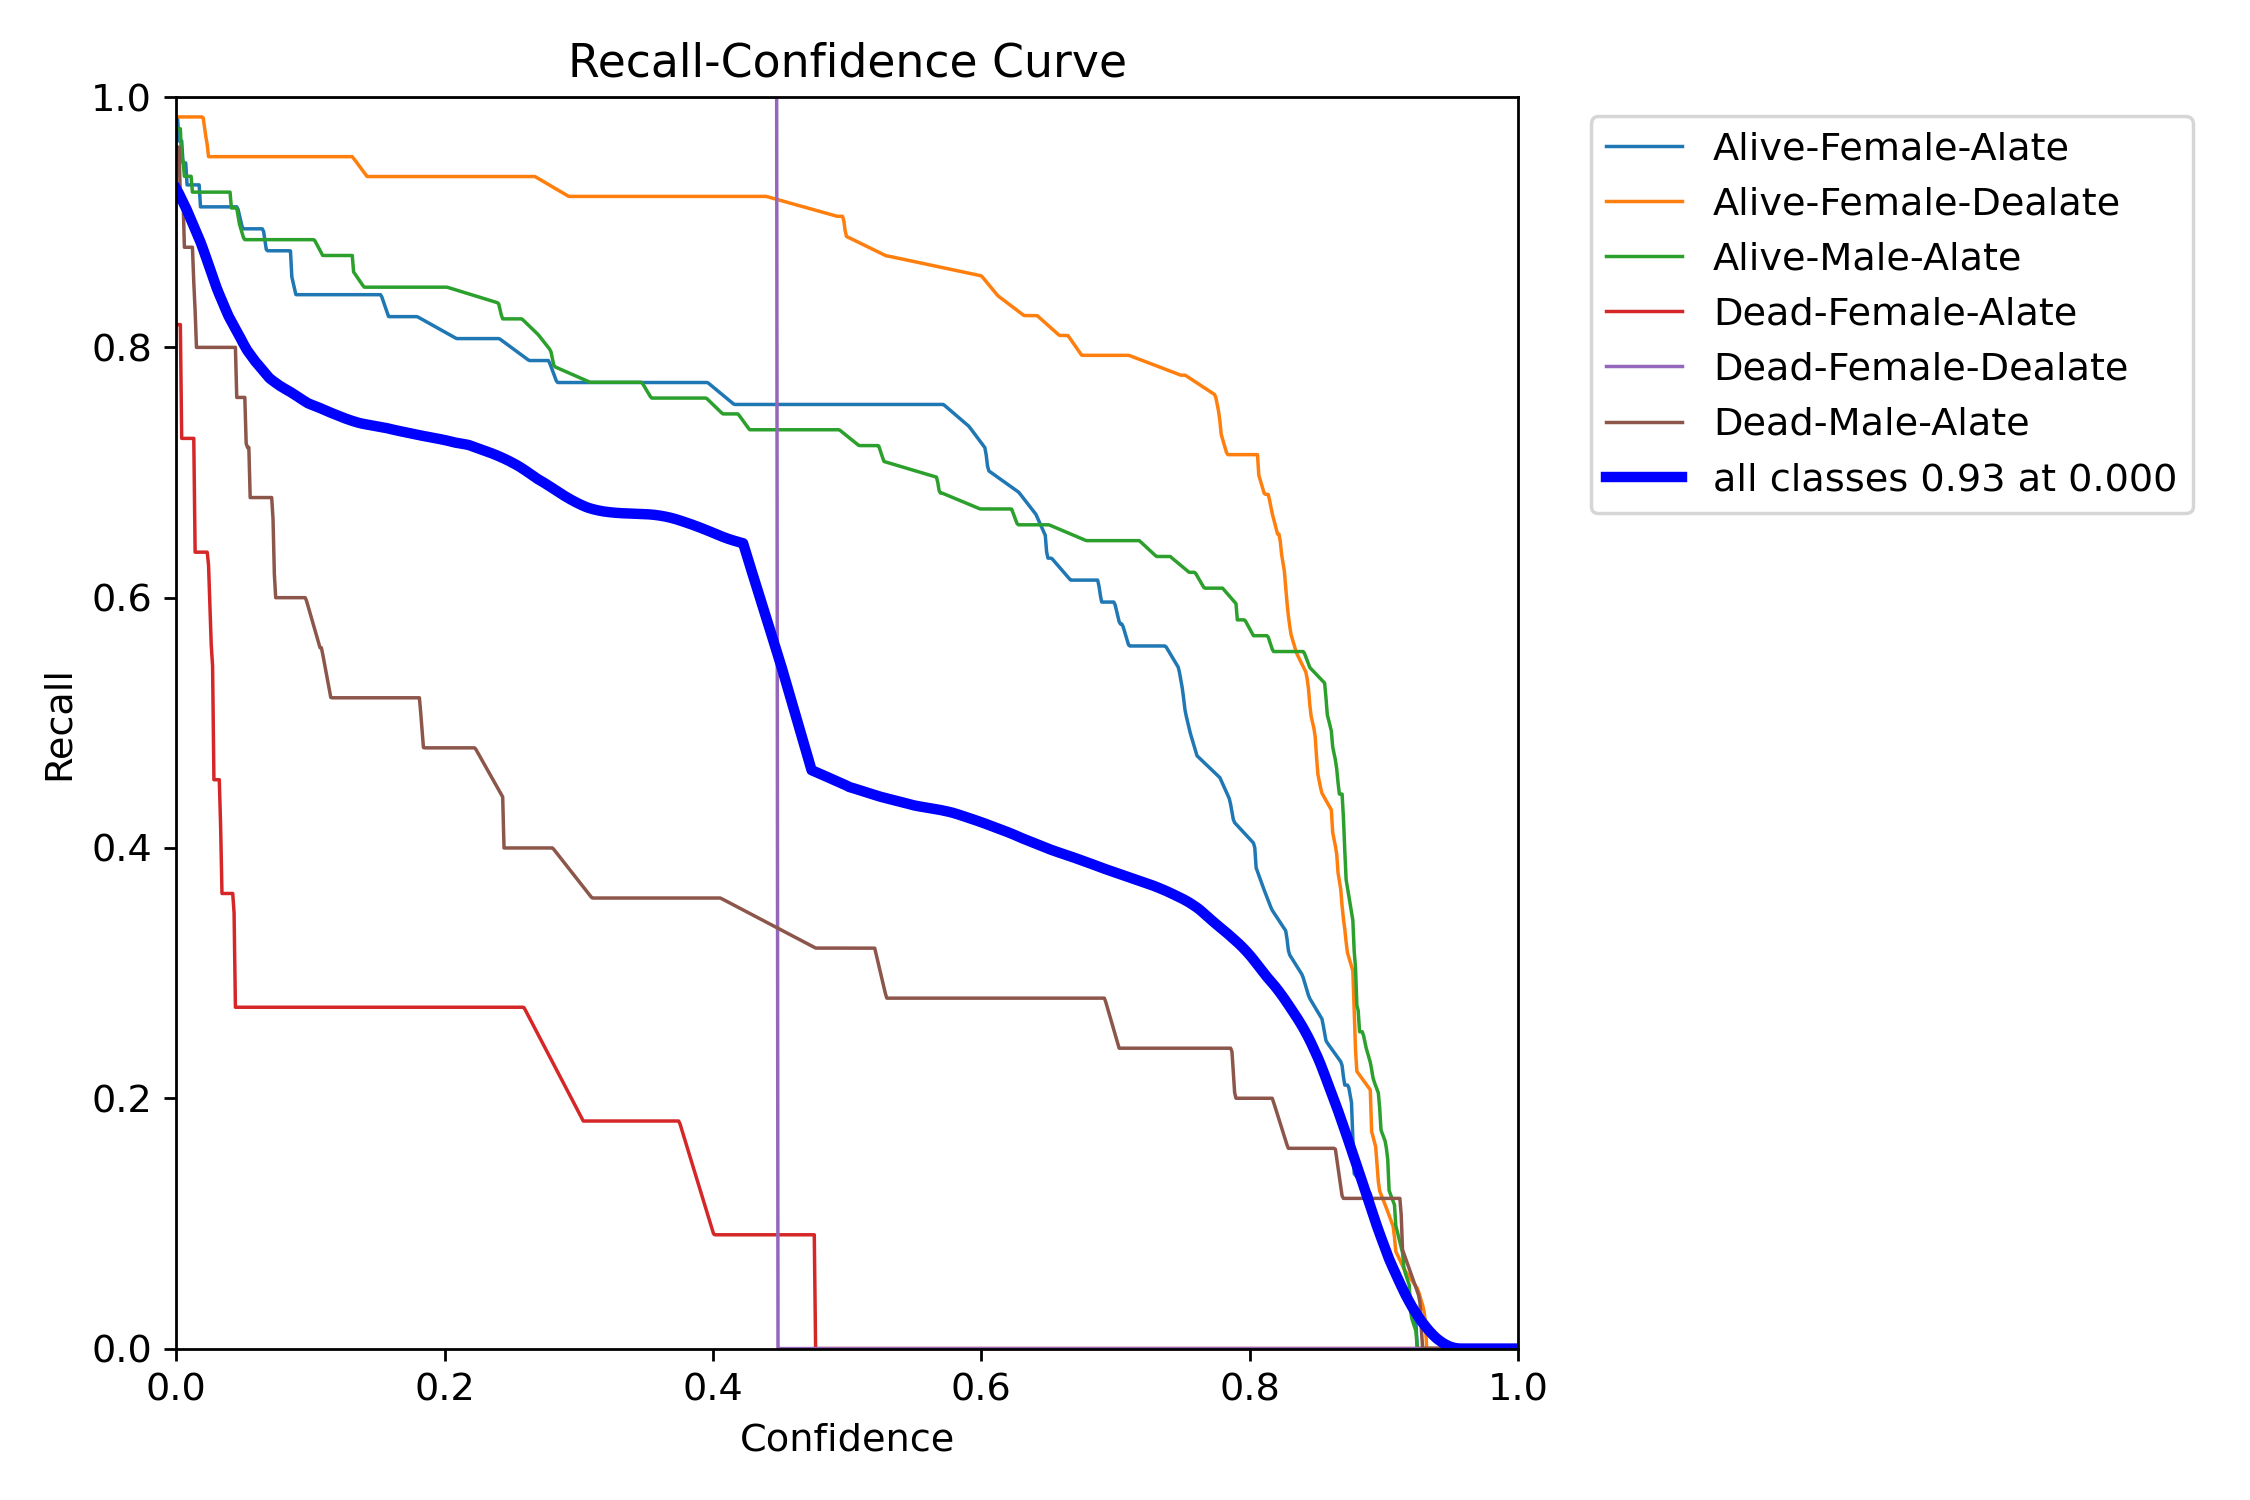 Recall-Confidence Curve
1.0
0.8
0.6
0.4
0.2
0.0
Recall
0.0 0.2 0.4 0.6 0.8 1.0
Confidence
Alive-Female-Alate
Alive-Female-Dealate
Alive-Male-Alate
Dead-Female-Alate
Dead-Female-Dealate
Dead-Male-Alate
all classes 0.93 at 0.000